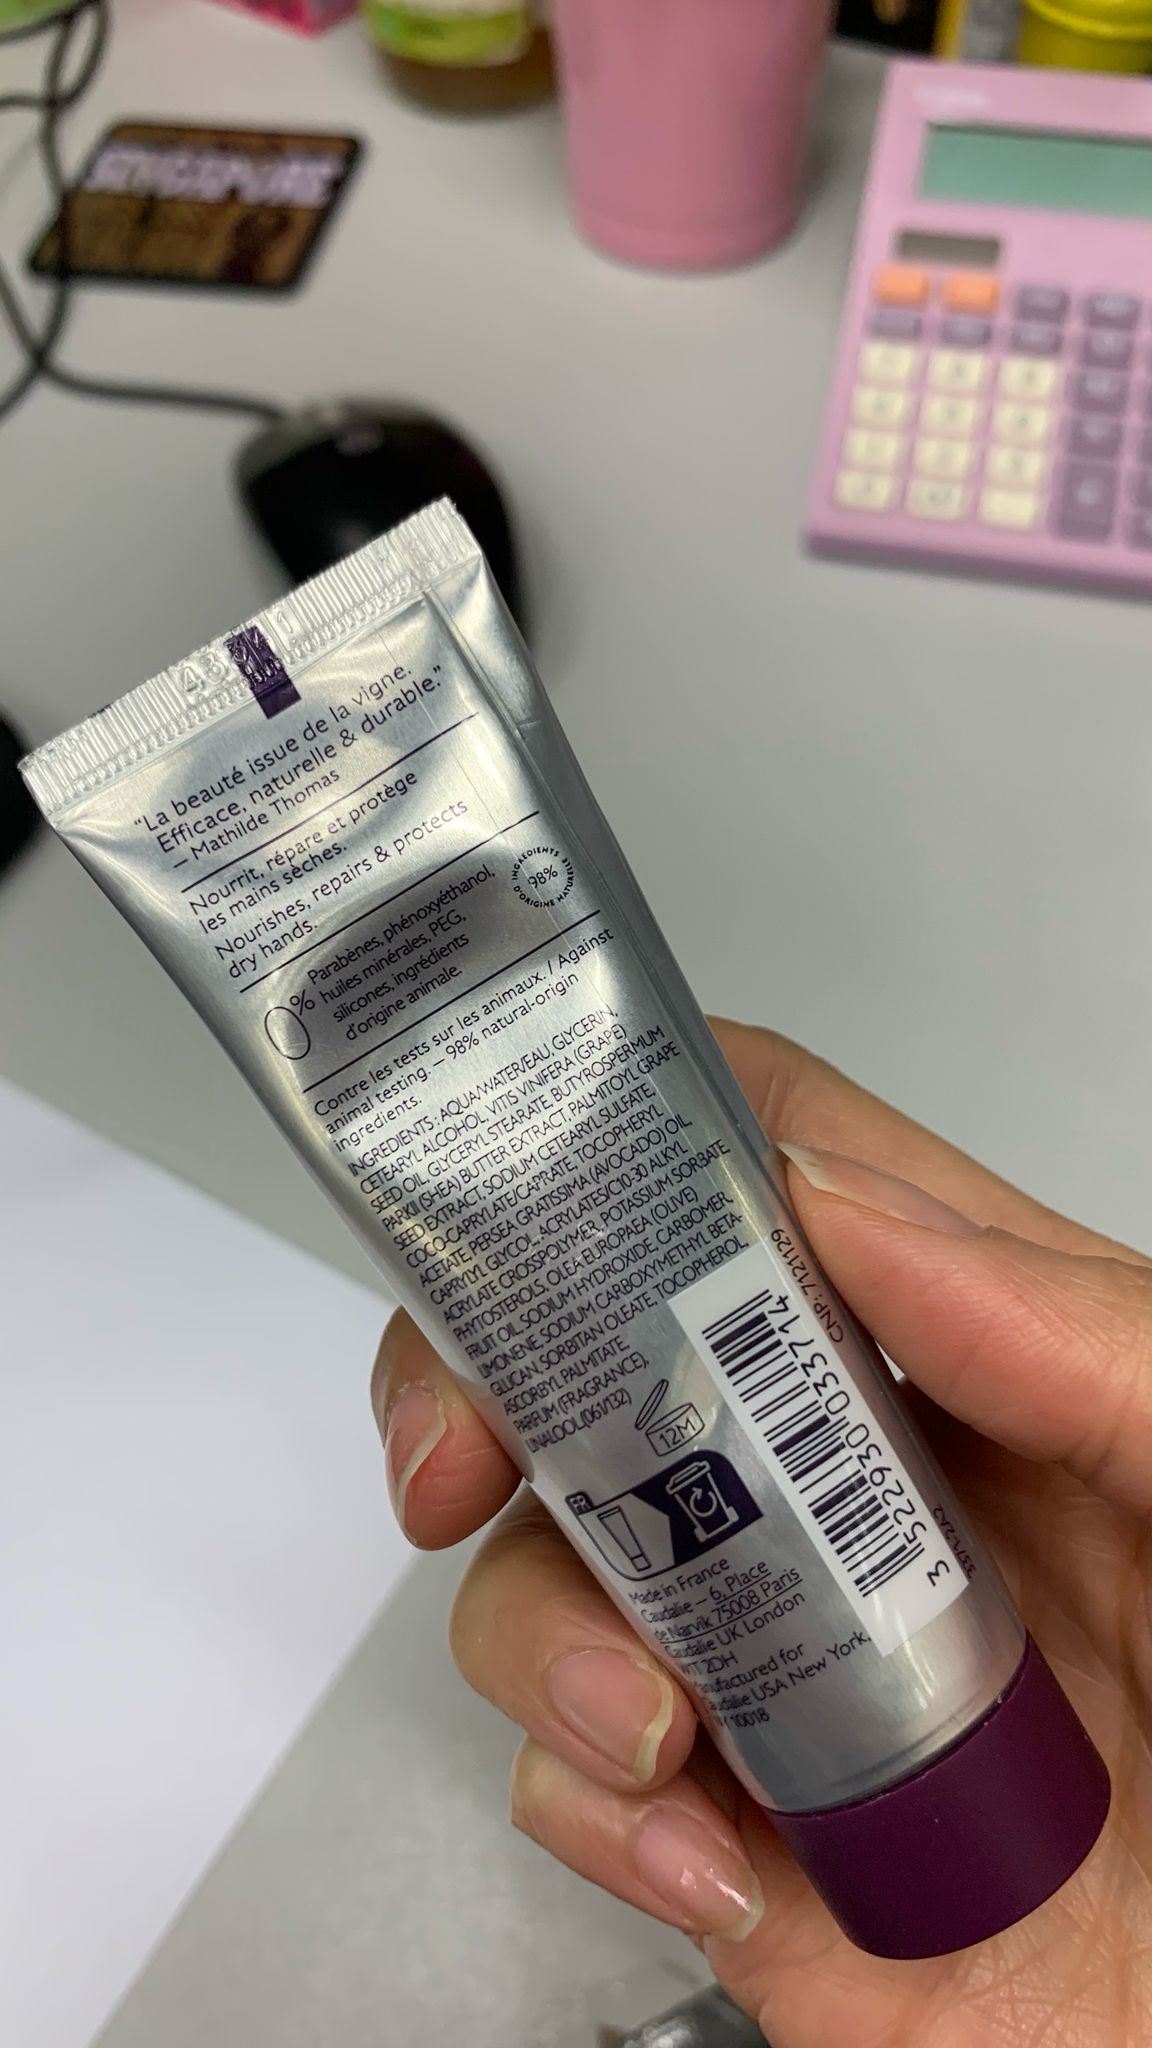 "La beauté issue de la vigne.
Efficace, naturelle & durable."
— Mathilde Thomas
Nourrit, répare et protège
les mains sèches.
Nourishes, repairs & protects
dry hands.
0%
Parabènes, phénoxyéthanol,
huiles minérales, PEG,
silicones, ingrédients
d'origine animale.
98%
INGREDIENTS D'ORIGINE NATURELLE
Contre les tests sur les animaux. / Against
animal testing. — 98% natural-origin
ingredients.
INGREDIENTS : AQUA/WATER/EAU, GLYCERIN,
CETEARYL ALCOHOL, VITIS VINIFERA (GRAPE)
SEED OIL, GLYCERYL STEARATE, BUTYROSPERMUM
PARKII (SHEA) BUTTER EXTRACT, PALMITOYL GRAPE
SEED EXTRACT, SODIUM CETEARYL SULFATE,
COCO-CAPRYLATE/CAPRATE, TOCOPHERYL
ACETATE, PERSEA GRATISSIMA (AVOCADO) OIL,
CAPRYLYL GLYCOL, ACRYLATES/C10-30 ALKYL
ACRYLATE CROSSPOLYMER, POTASSIUM SORBATE,
PHYTOSTEROLS, OLEA EUROPAEA (OLIVE)
FRUIT OIL, SODIUM HYDROXIDE, CARBOMER,
LIMONENE, SODIUM CARBOXYMETHYL BETA-
GLUCAN, SORBITAN OLEATE, TOCOPHEROL,
ASCORBYL PALMITATE,
PARFUM (FRAGRANCE),
LINALOOL(061/132)
12M
FR
Made in France
Caudalie — 6, Place
de Narvik 75008 Paris
Caudalie UK London
W1T 2DH
Manufactured for
Caudalie USA New York,
NY 10018
CNP: 7121129
3 522930 033714
3371-2A2